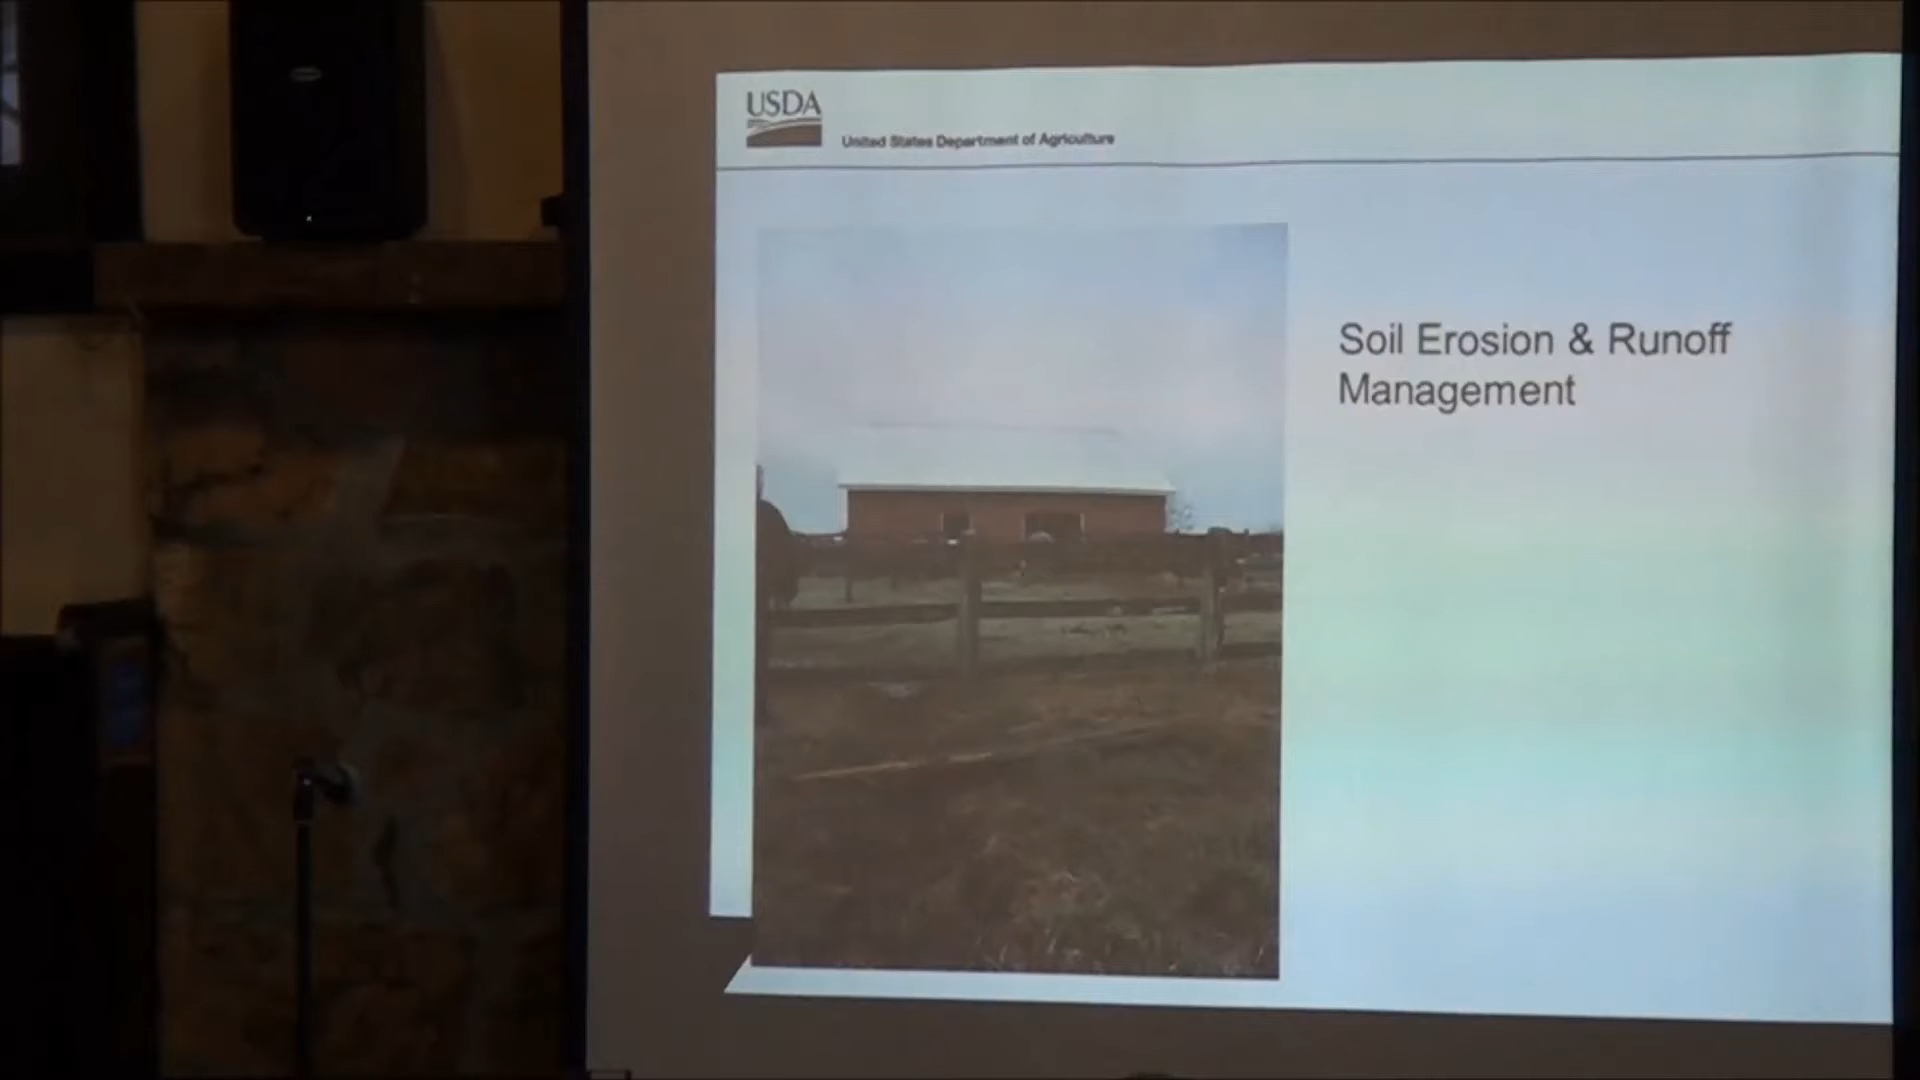 USDA
United States Department of Agriculture
Soil Erosion & Runoff
Management